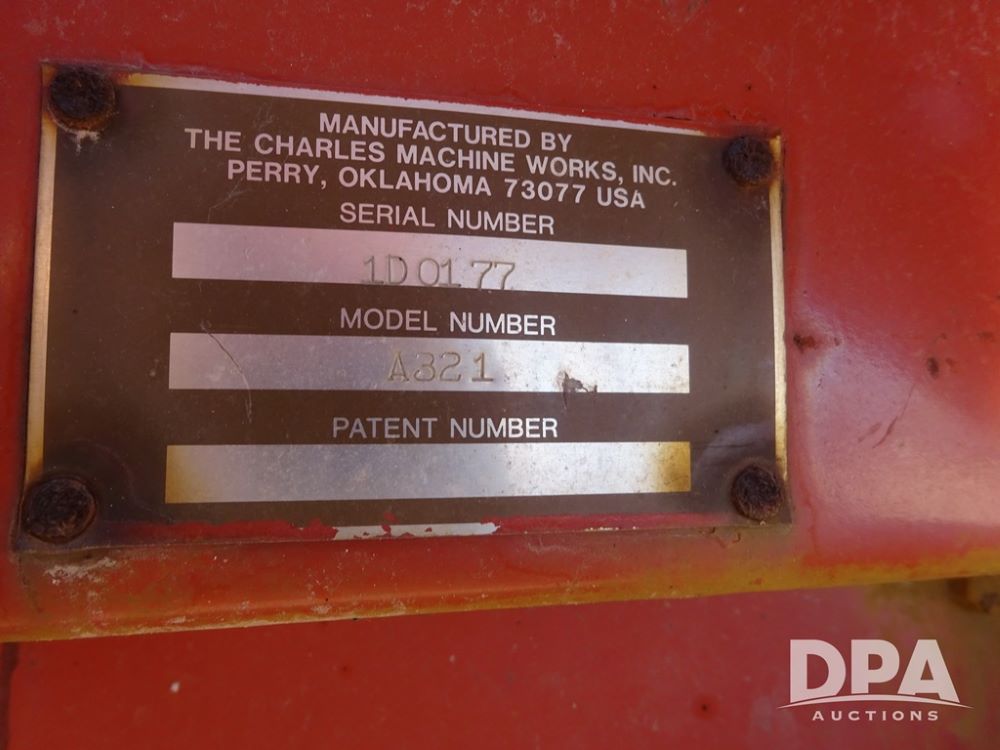 MANUFACTURED BY
THE CHARLES MACHINE WORKS, INC.
PERRY, OKLAHOMA 73077 USA
SERIAL NUMBER
1D0177
MODEL NUMBER
A321
PATENT NUMBER
DPA
AUCTIONS